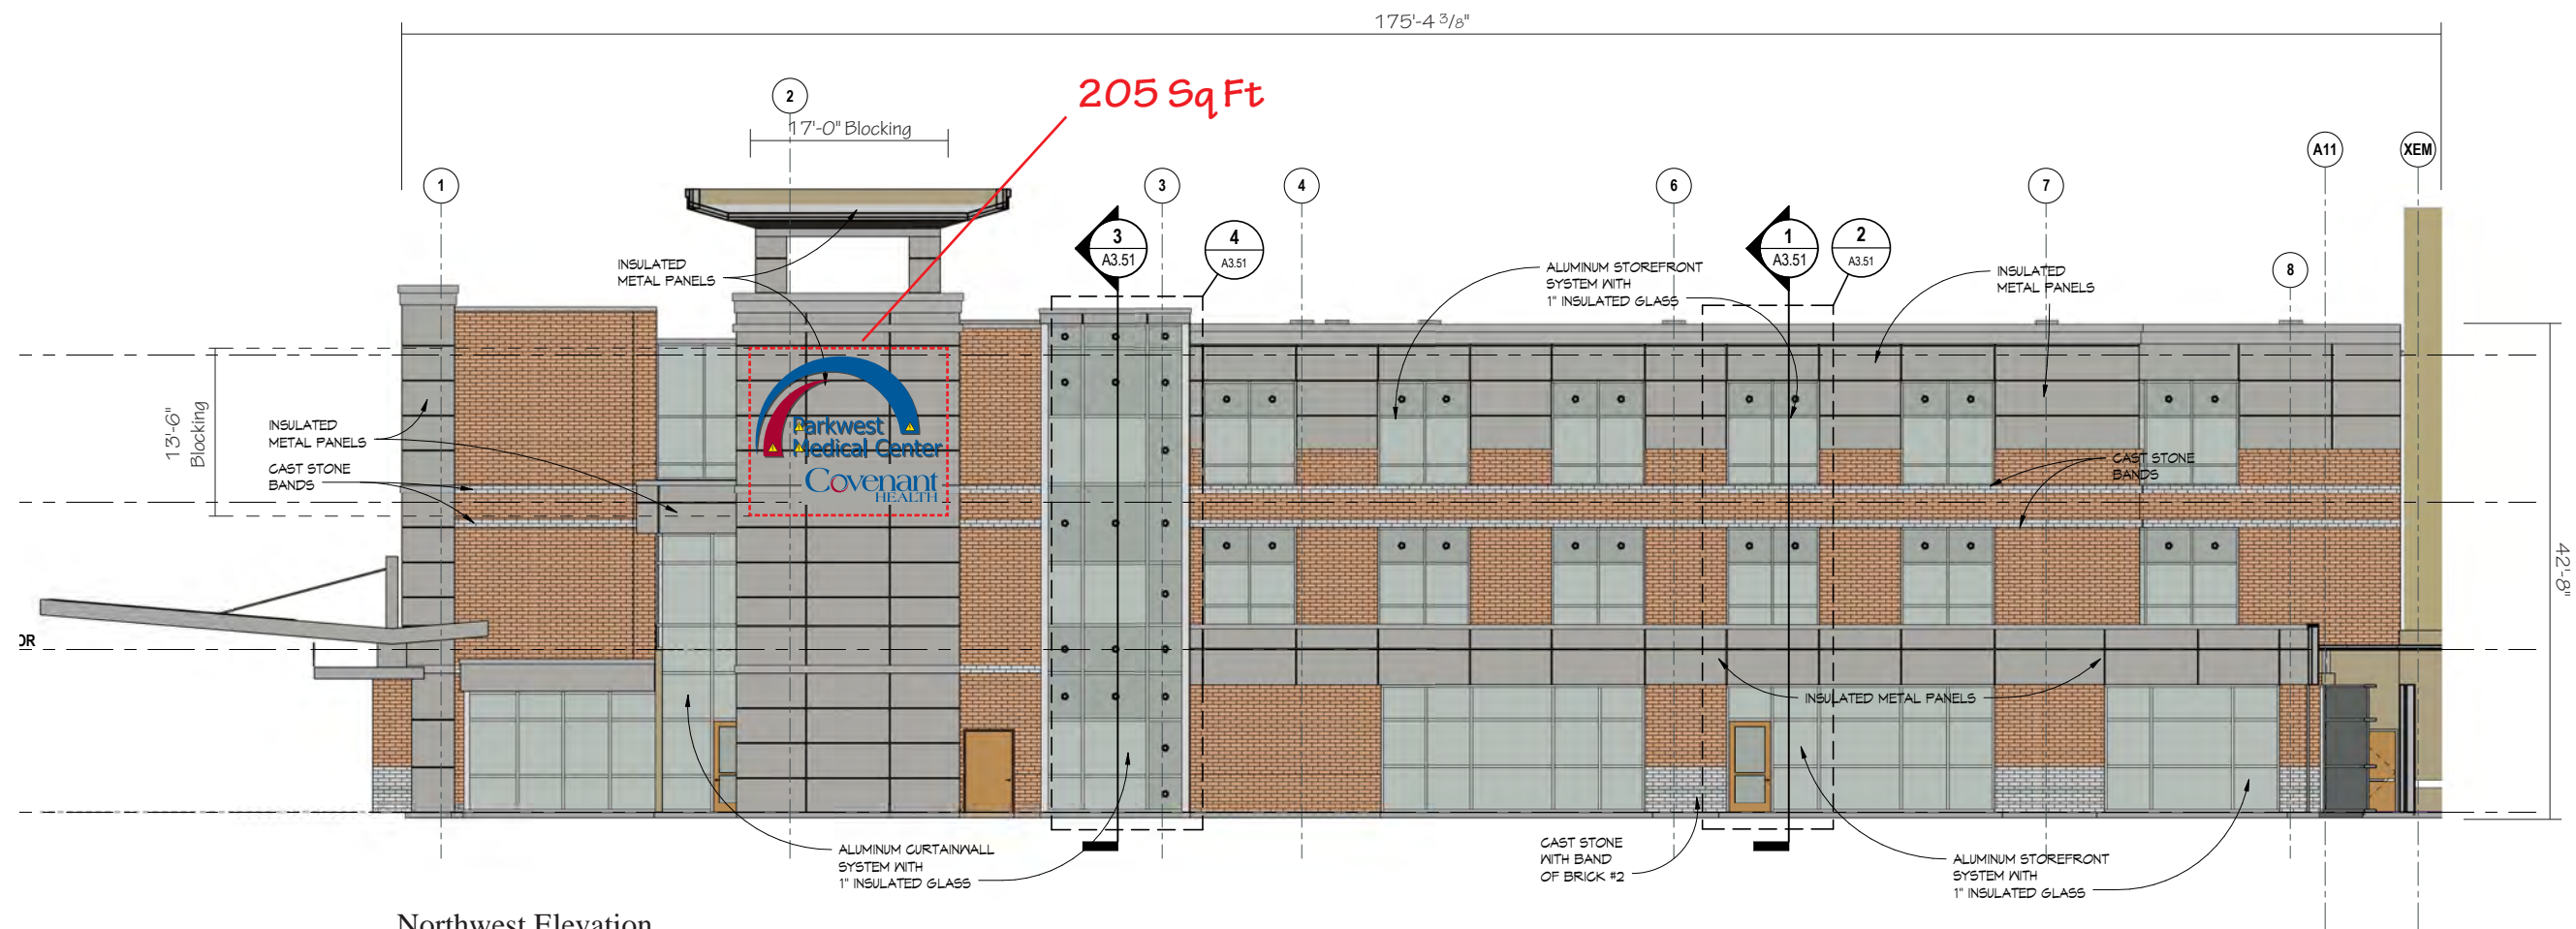 175'-4 3/8"
205 Sq Ft
2
17'-0" Blocking
A11
XEM
1
3
4
6
7
3
A3.51
4
A3.51
1
A3.51
2
A3.51
8
INSULATED
METAL PANELS
ALUMINUM STOREFRONT
SYSTEM WITH
1" INSULATED GLASS
INSULATED
METAL PANELS
13'-6"
Blocking
INSULATED
METAL PANELS
CAST STONE
BANDS
Parkwest
Medical Center
Covenant
HEALTH
CAST STONE
BANDS
42'-8"
OR
INSULATED METAL PANELS
ALUMINUM CURTAINWALL
SYSTEM WITH
1" INSULATED GLASS
CAST STONE
WITH BAND
OF BRICK #2
ALUMINUM STOREFRONT
SYSTEM WITH
1" INSULATED GLASS
Northwest Elevation